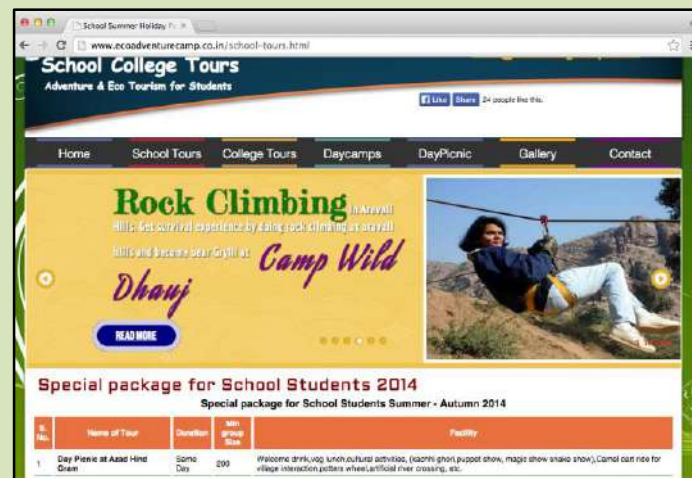 School Summer Holiday Pa
www.ecoadventurecamp.co.in/school-tours.html
School College Tours
Adventure & Eco Tourism for Students
Like Share 24 people like this.
Home School Tours College Tours Daycamps DayPicnic Gallery Contact
Rock Climbing in Aravali
Hills. Get survival experience by doing rock climbing at aravali
hills and become bear Grylll at Camp Wild
Dhauj
READ MORE
Special package for School Students 2014
Special package for School Students Summer - Autumn 2014
S. No. Name of Tour Duration Min group Size Facility
1 Day Picnic at Azad Hind Gram Same Day 200 Welcome drink,veg lunch,cultural activities, (kachhi ghori,puppet show, magic show snake show),Camel cart ride for
village interaction,potters wheel,artificial river crossing, etc.